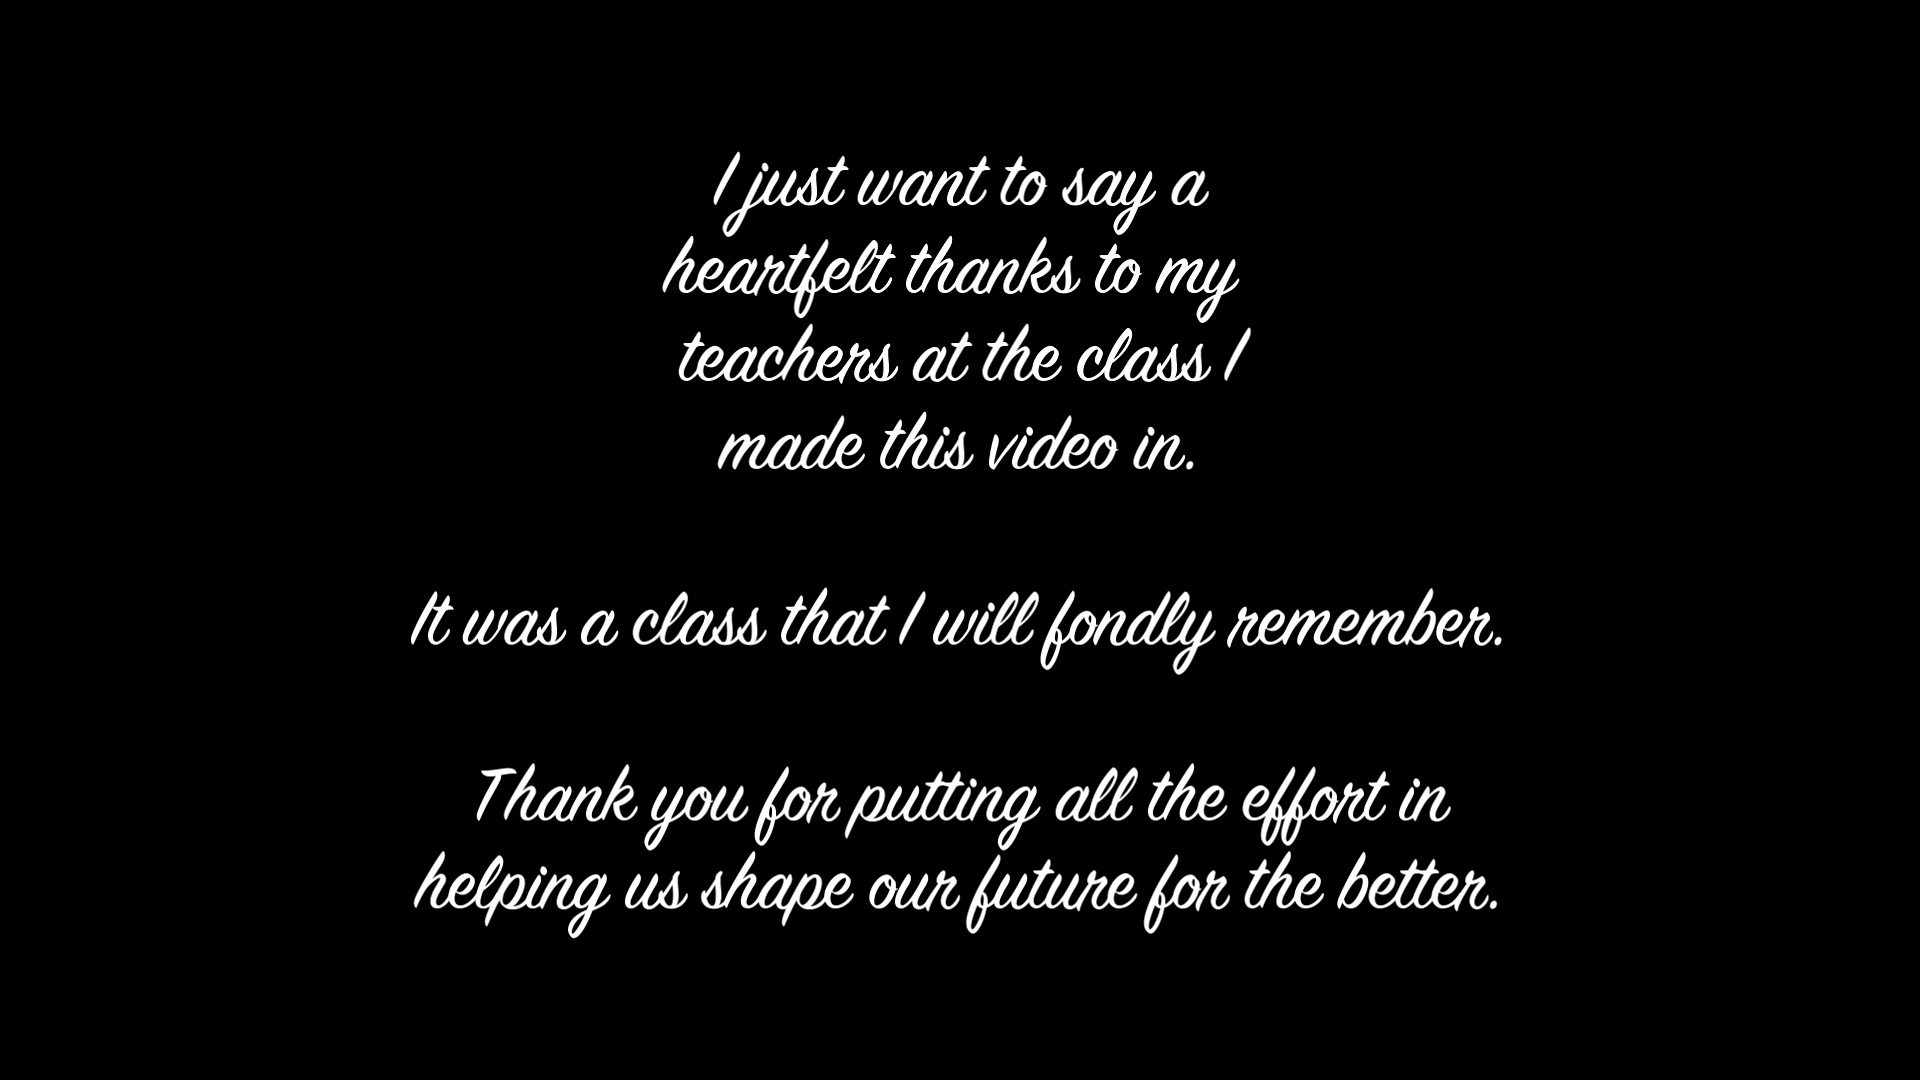 I just want to say a
heartfelt thanks to my
teachers at the class I
made this video in.
It was a class that I will fondly remember.
Thank you for putting all the effort in
helping us shape our future for the better.